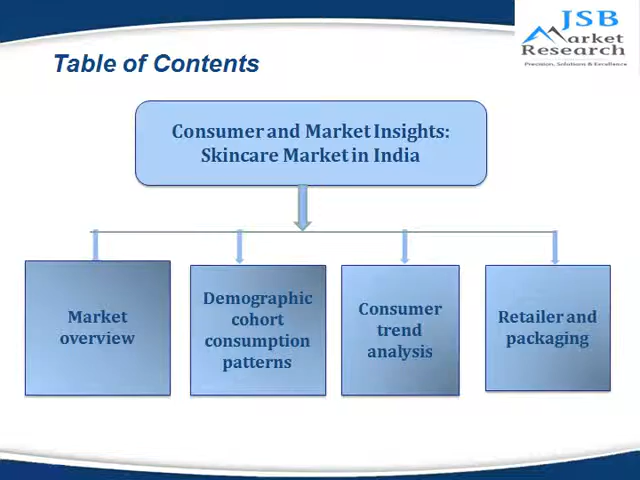 JSB
Market
Research
Precision, Solutions & Excellence
Table of Contents
Consumer and Market Insights:
Skincare Market in India
Market
overview
Demographic
cohort
consumption
patterns
Consumer
trend
analysis
Retailer and
packaging